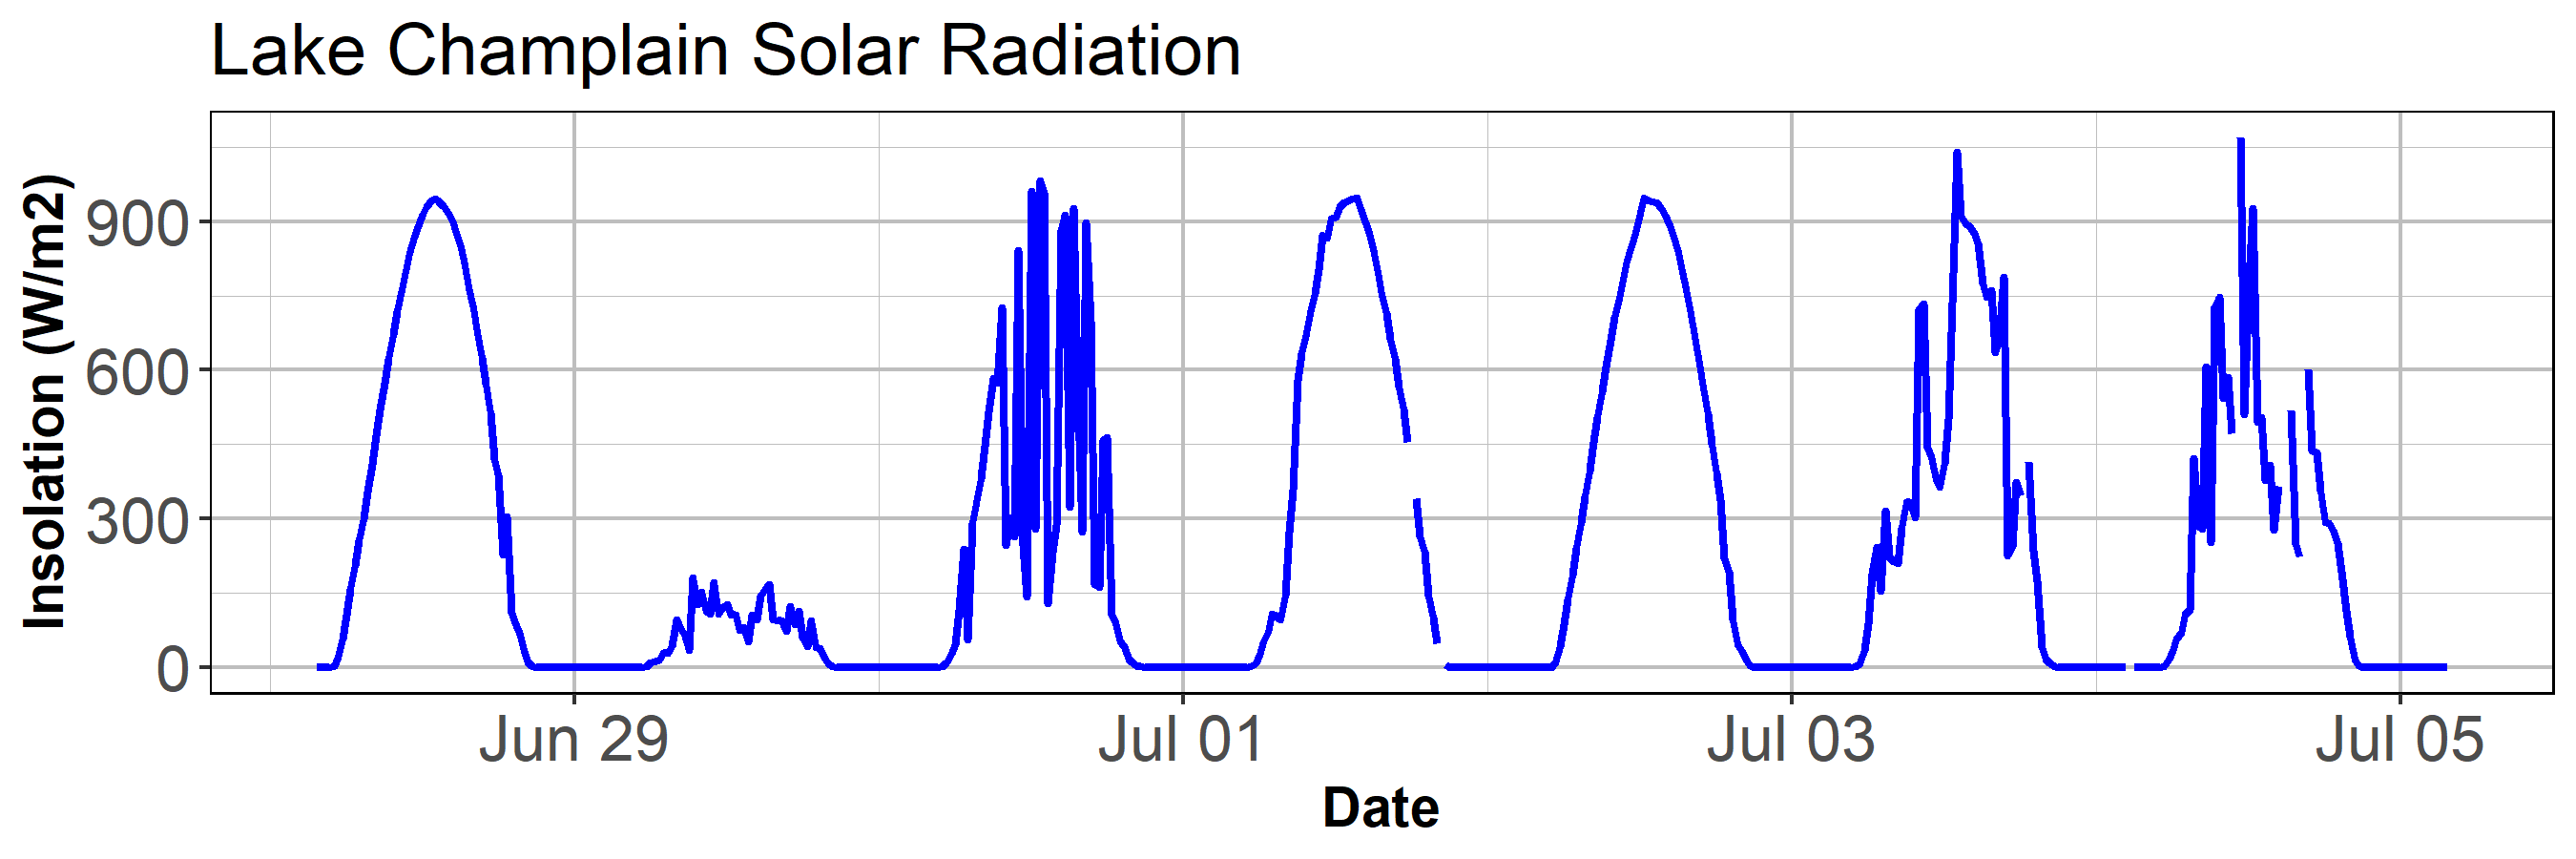 Lake Champlain Solar Radiation
Insolation (W/m2)
900
600
300
0
Jun 29 Jul 01 Jul 03 Jul 05
Date